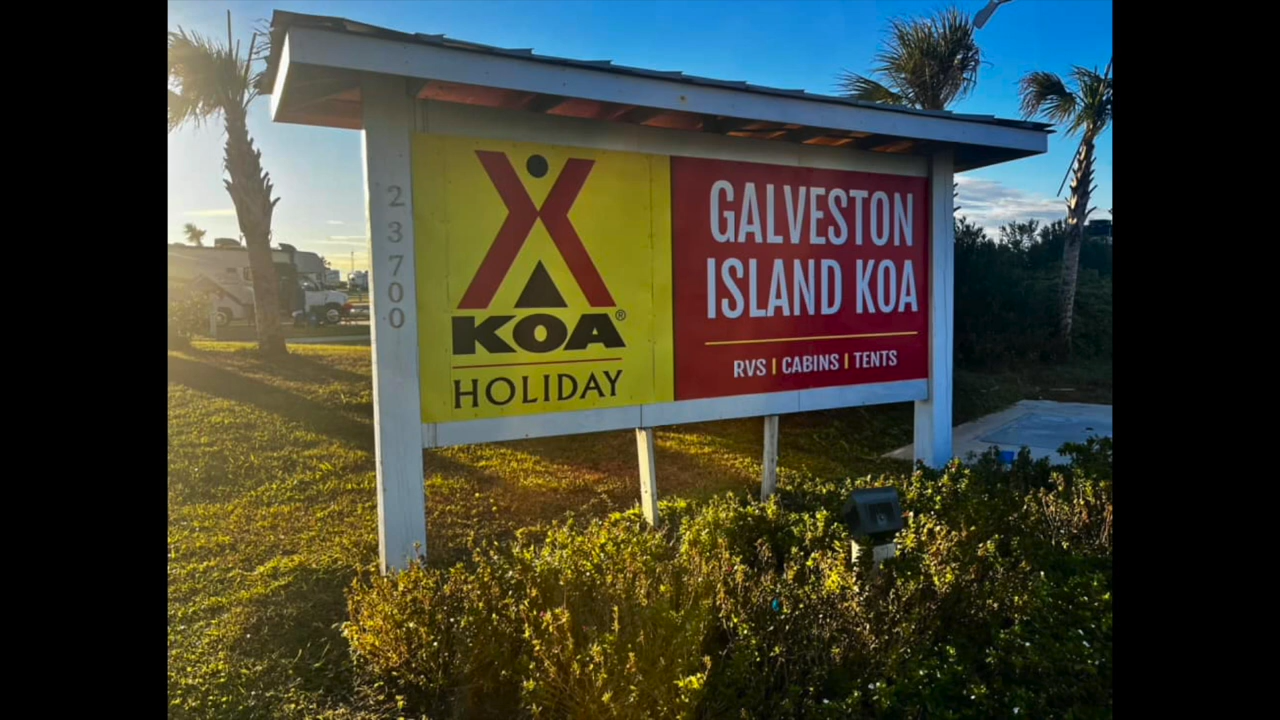 23700
KOA®
HOLIDAY
GALVESTON
ISLAND KOA
RVS | CABINS | TENTS